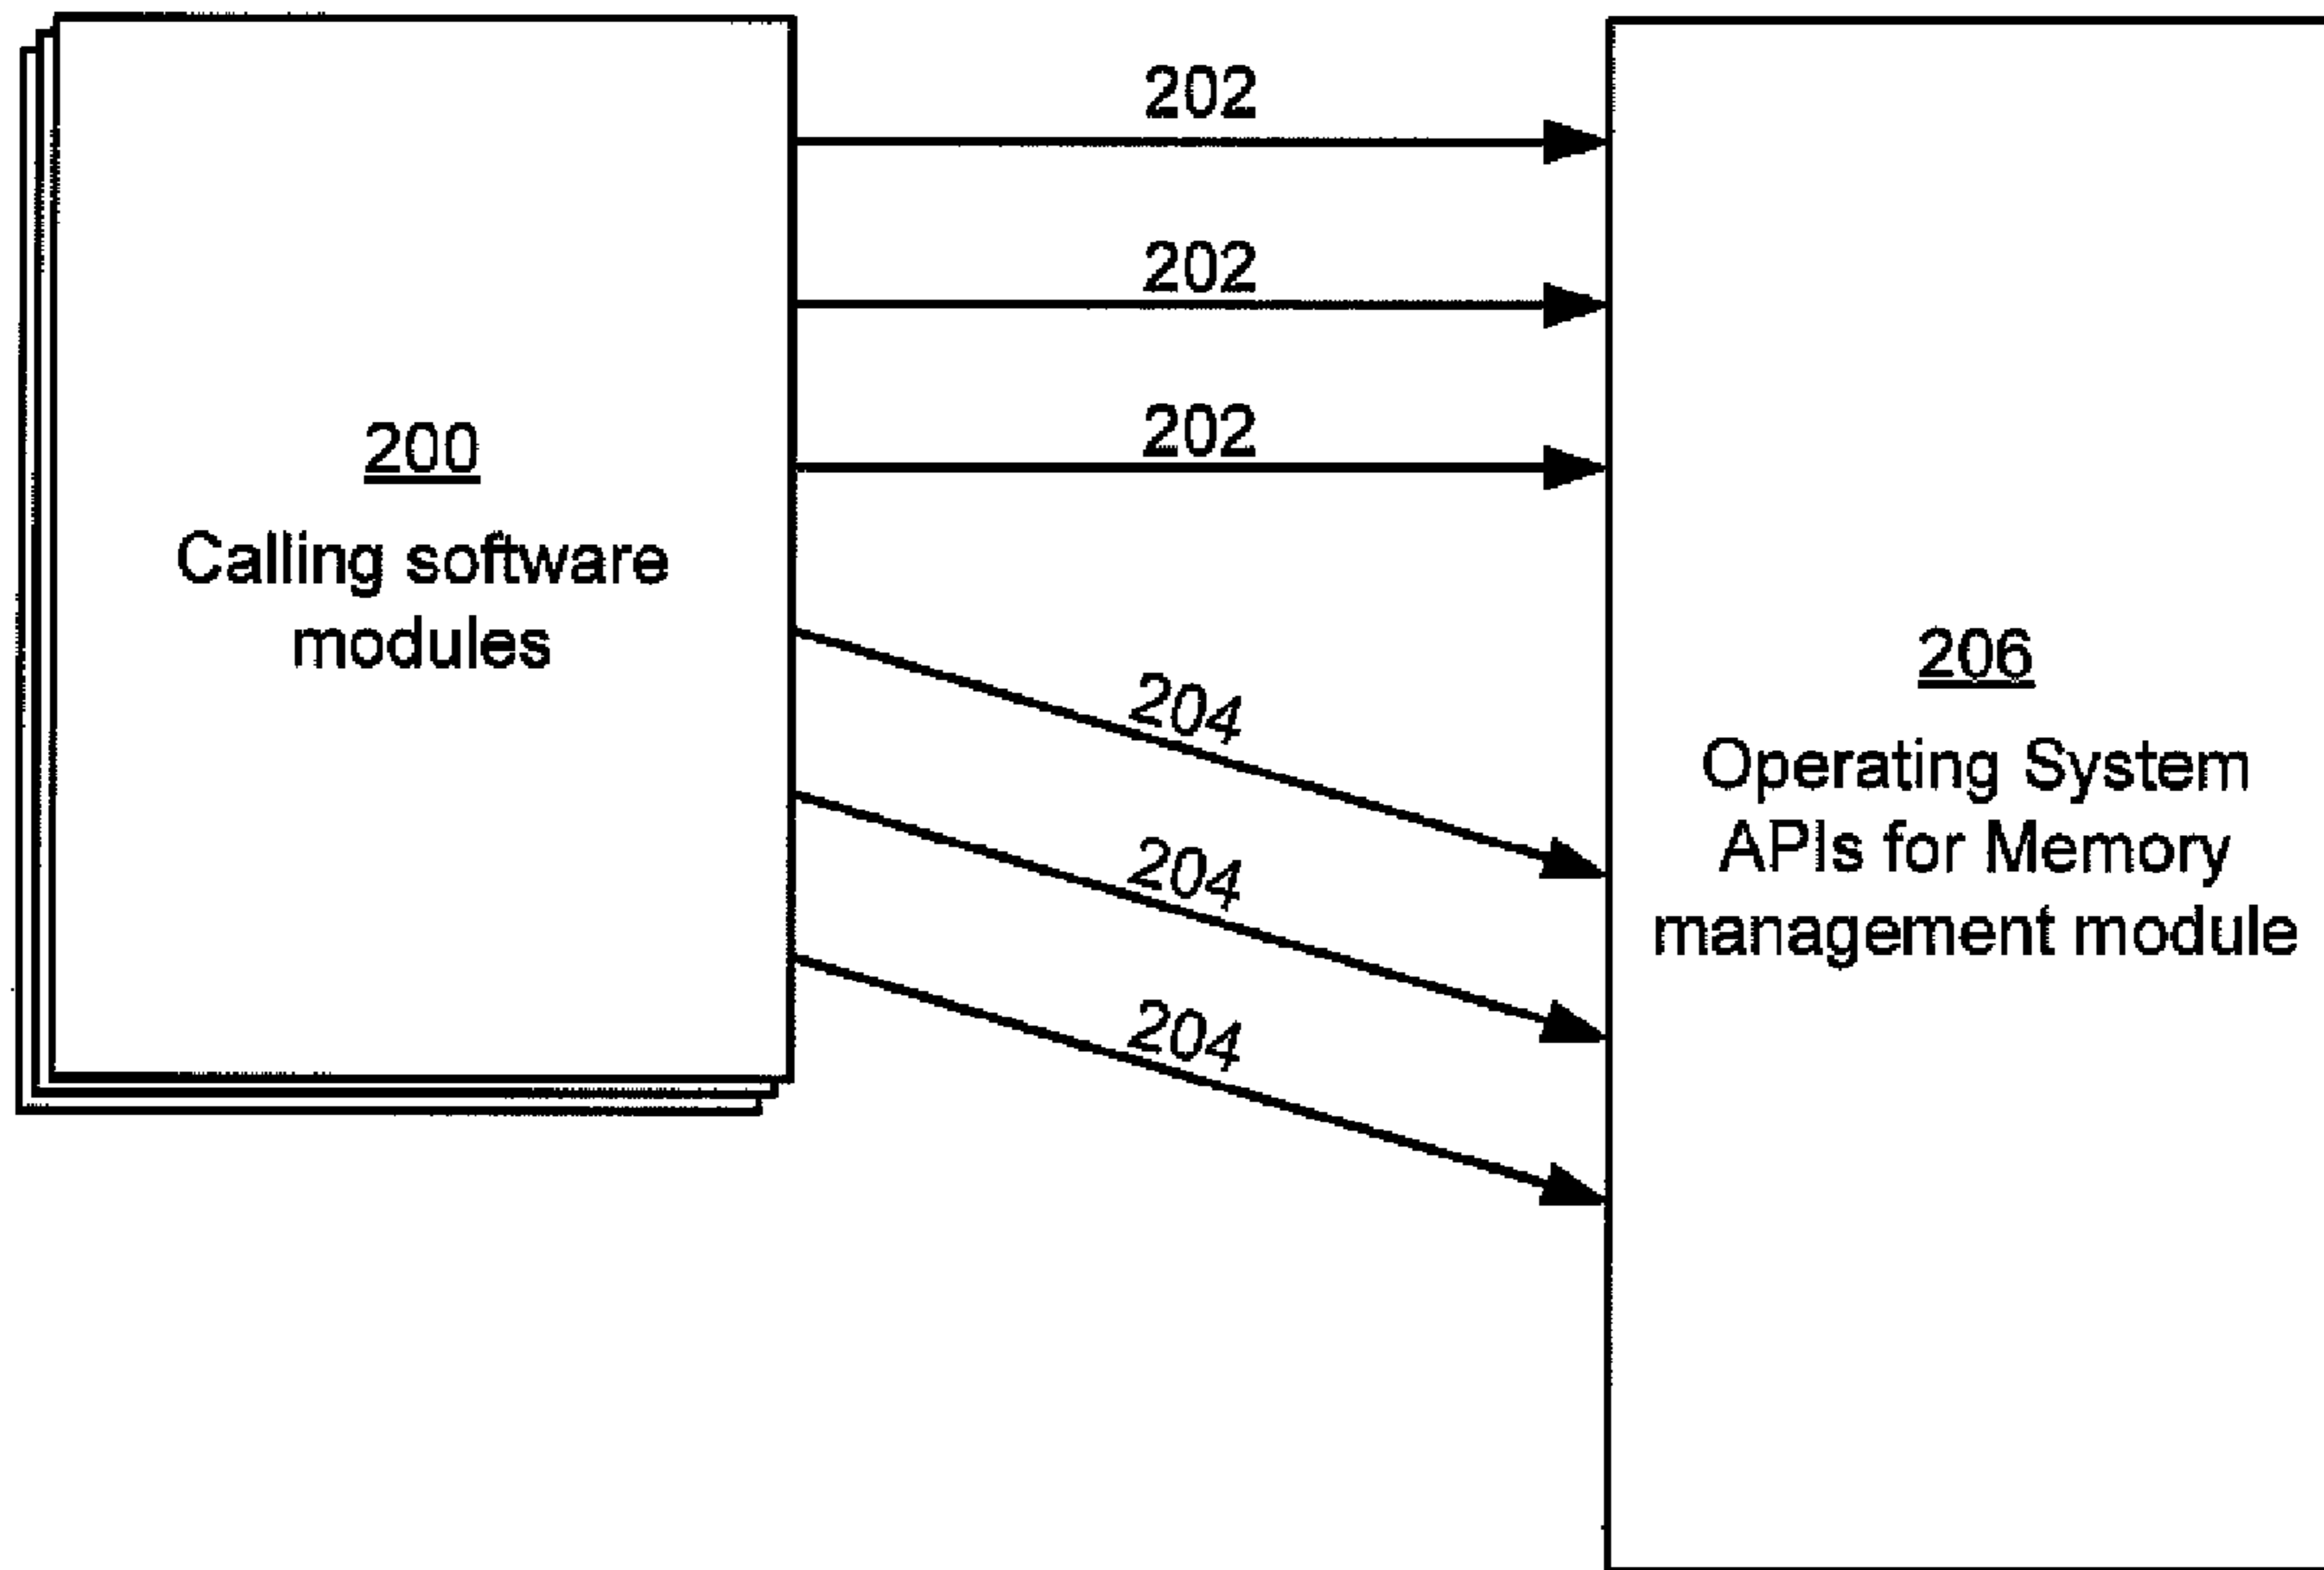 202
202
202
200
Calling software
modules
204
204
204
206
Operating System
APIs for Memory
management module